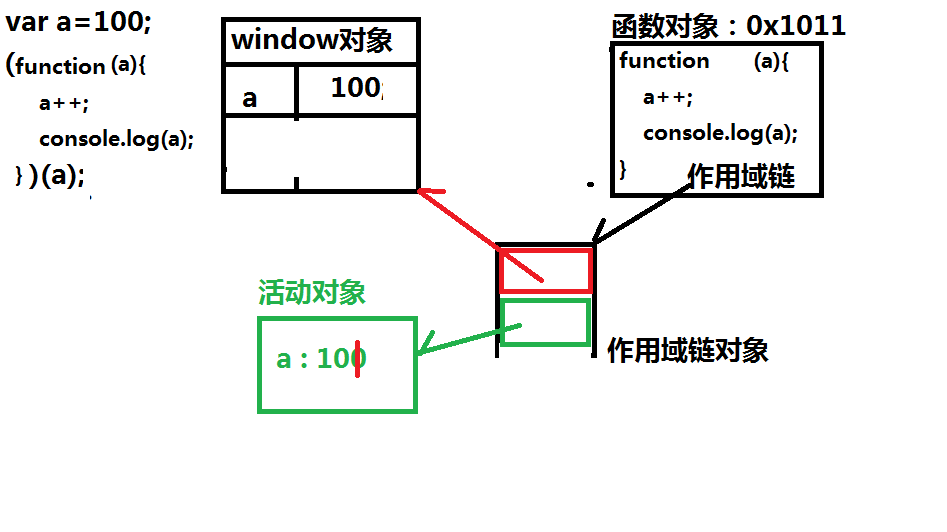 var a=100;
(function (a){
a++;
console.log(a);
} )(a);
window对象
a 100;
函数对象：0x1011
function (a){
a++;
console.log(a);
}
作用域链
活动对象
a : 100
作用域链对象